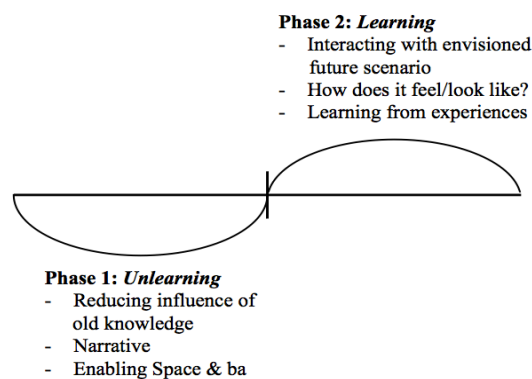 Phase 2: Learning
- Interacting with envisioned
future scenario
- How does it feel/look like?
- Learning from experiences
Phase 1: Unlearning
- Reducing influence of
old knowledge
- Narrative
- Enabling Space & ba